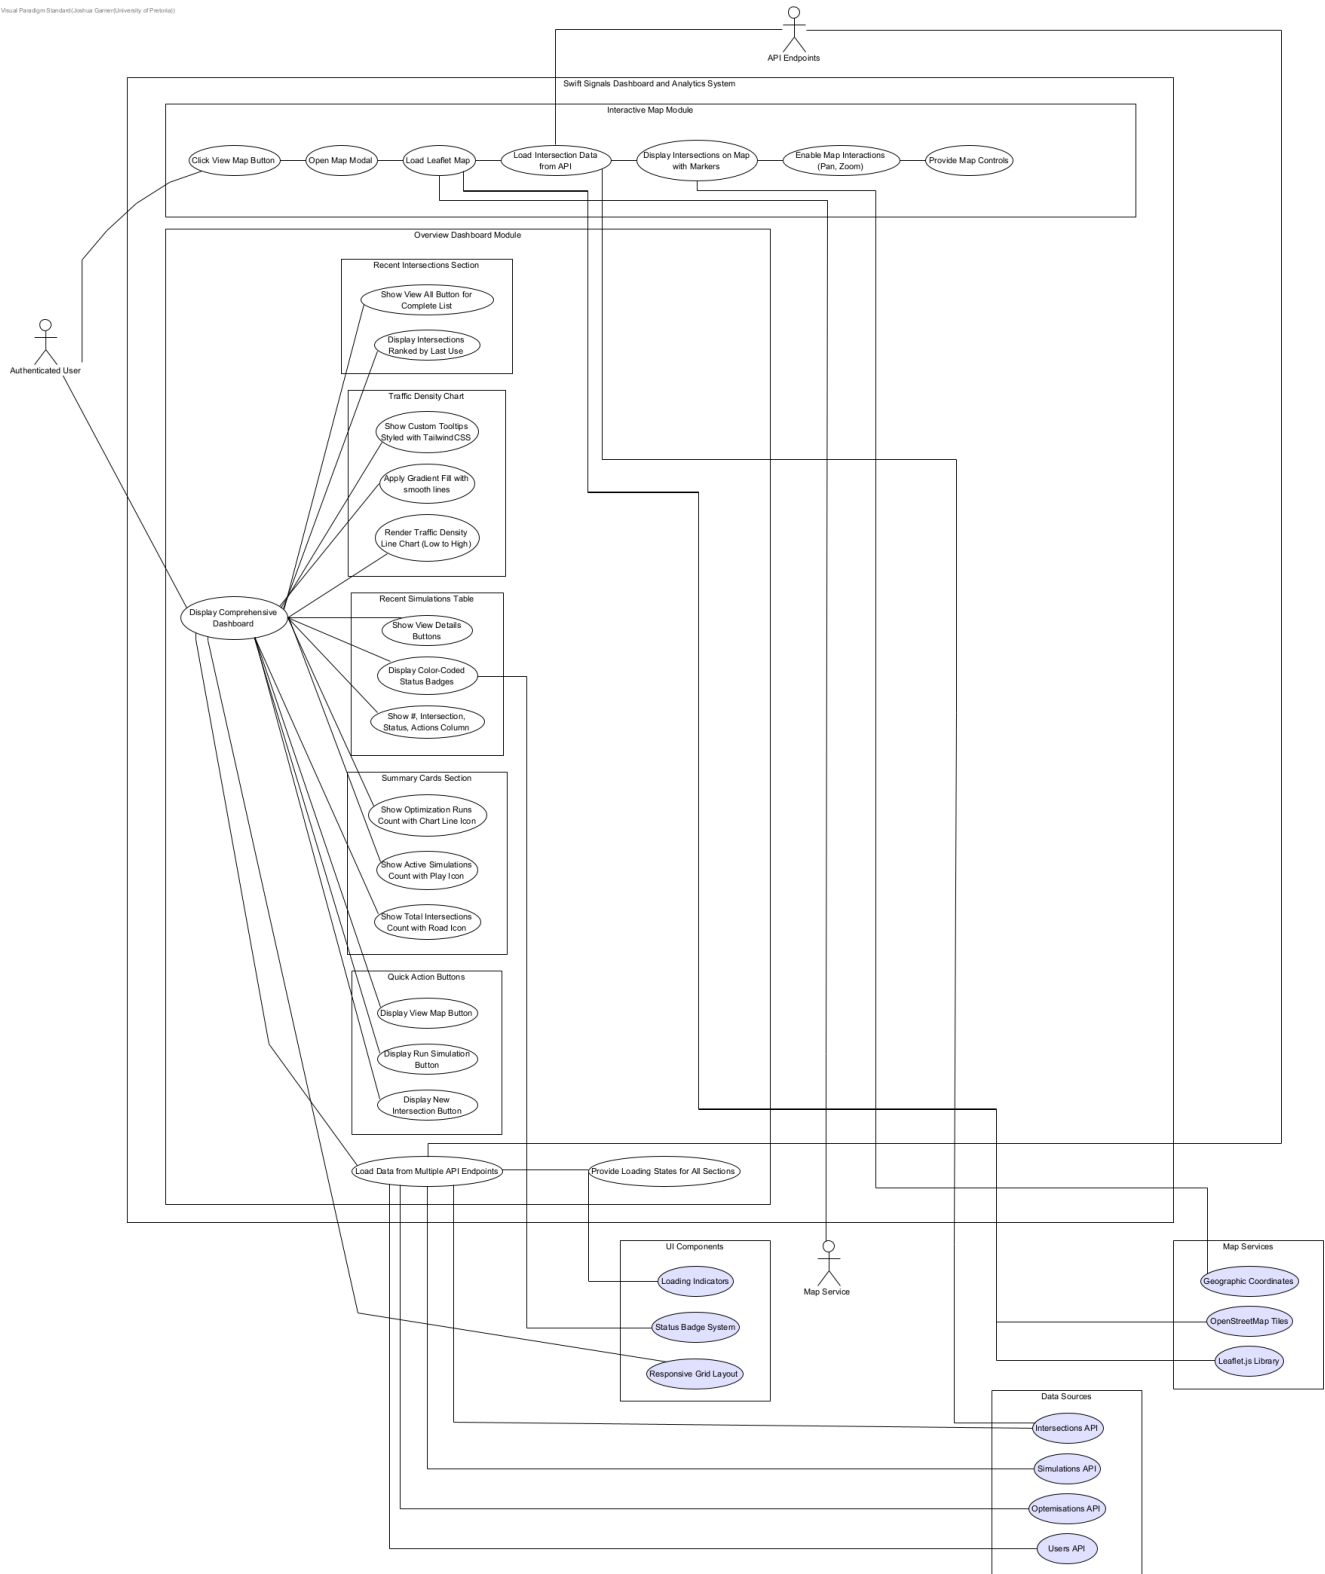 Visual Paradigm Standard(Joshua Garner(University of Pretoria))
API Endpoints
Swift Signals Dashboard and Analytics System
Interactive Map Module
Click View Map Button
Open Map Modal
Load Leaflet Map
Load Intersection Data
from API
Display Intersections on Map
with Markers
Enable Map Interactions
(Pan, Zoom)
Provide Map Controls
Overview Dashboard Module
Recent Intersections Section
Show View All Button for
Complete List
Display Intersections
Ranked by Last Use
Authenticated User
Traffic Density Chart
Show Custom Tooltips
Styled with TailwindCSS
Apply Gradient Fill with
smooth lines
Render Traffic Density
Line Chart (Low to High)
Display Comprehensive
Dashboard
Recent Simulations Table
Show View Details
Buttons
Display Color-Coded
Status Badges
Show #, Intersection,
Status, Actions Column
Summary Cards Section
Show Optimization Runs
Count with Chart Line Icon
Show Active Simulations
Count with Play Icon
Show Total Intersections
Count with Road Icon
Quick Action Buttons
Display View Map Button
Display Run Simulation
Button
Display New
Intersection Button
Load Data from Multiple API Endpoints
Provide Loading States for All Sections
UI Components
Loading Indicators
Status Badge System
Responsive Grid Layout
Map Service
Map Services
Geographic Coordinates
OpenStreetMap Tiles
Leaflet.js Library
Data Sources
Intersections API
Simulations API
Optemisations API
Users API